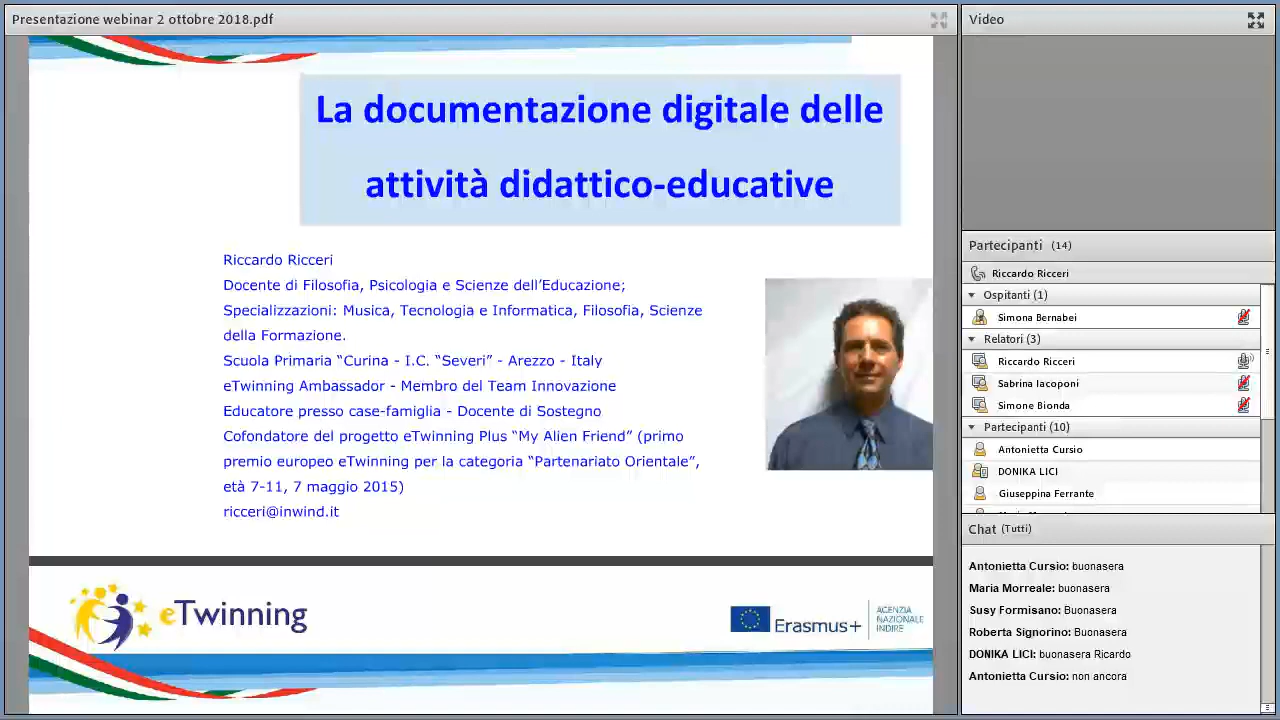 Presentazione webinar 2 ottobre 2018.pdf
La documentazione digitale delle
attività didattico-educative
Riccardo Ricceri
Docente di Filosofia, Psicologia e Scienze dell’Educazione;
Specializzazioni: Musica, Tecnologia e Informatica, Filosofia, Scienze
della Formazione.
Scuola Primaria “Curina - I.C. “Severi” - Arezzo - Italy
eTwinning Ambassador - Membro del Team Innovazione
Educatore presso case-famiglia - Docente di Sostegno
Cofondatore del progetto eTwinning Plus “My Alien Friend” (primo
premio europeo eTwinning per la categoria “Partenariato Orientale”,
età 7-11, 7 maggio 2015)
ricceri@inwind.it
eTwinning
Erasmus+
AGENZIA
NAZIONALE
INDIRE
Video
Partecipanti (14)
Riccardo Ricceri
Ospitanti (1)
Simona Bernabei
Relatori (3)
Riccardo Ricceri
Sabrina Iacoponi
Simone Bionda
Partecipanti (10)
Antonietta Cursio
DONIKA LICI
Giuseppina Ferrante
Chat (Tutti)
Antonietta Cursio: buonasera
Maria Morreale: buonasera
Susy Formisano: Buonasera
Roberta Signorino: Buonasera
DONIKA LICI: buonasera Ricardo
Antonietta Cursio: non ancora